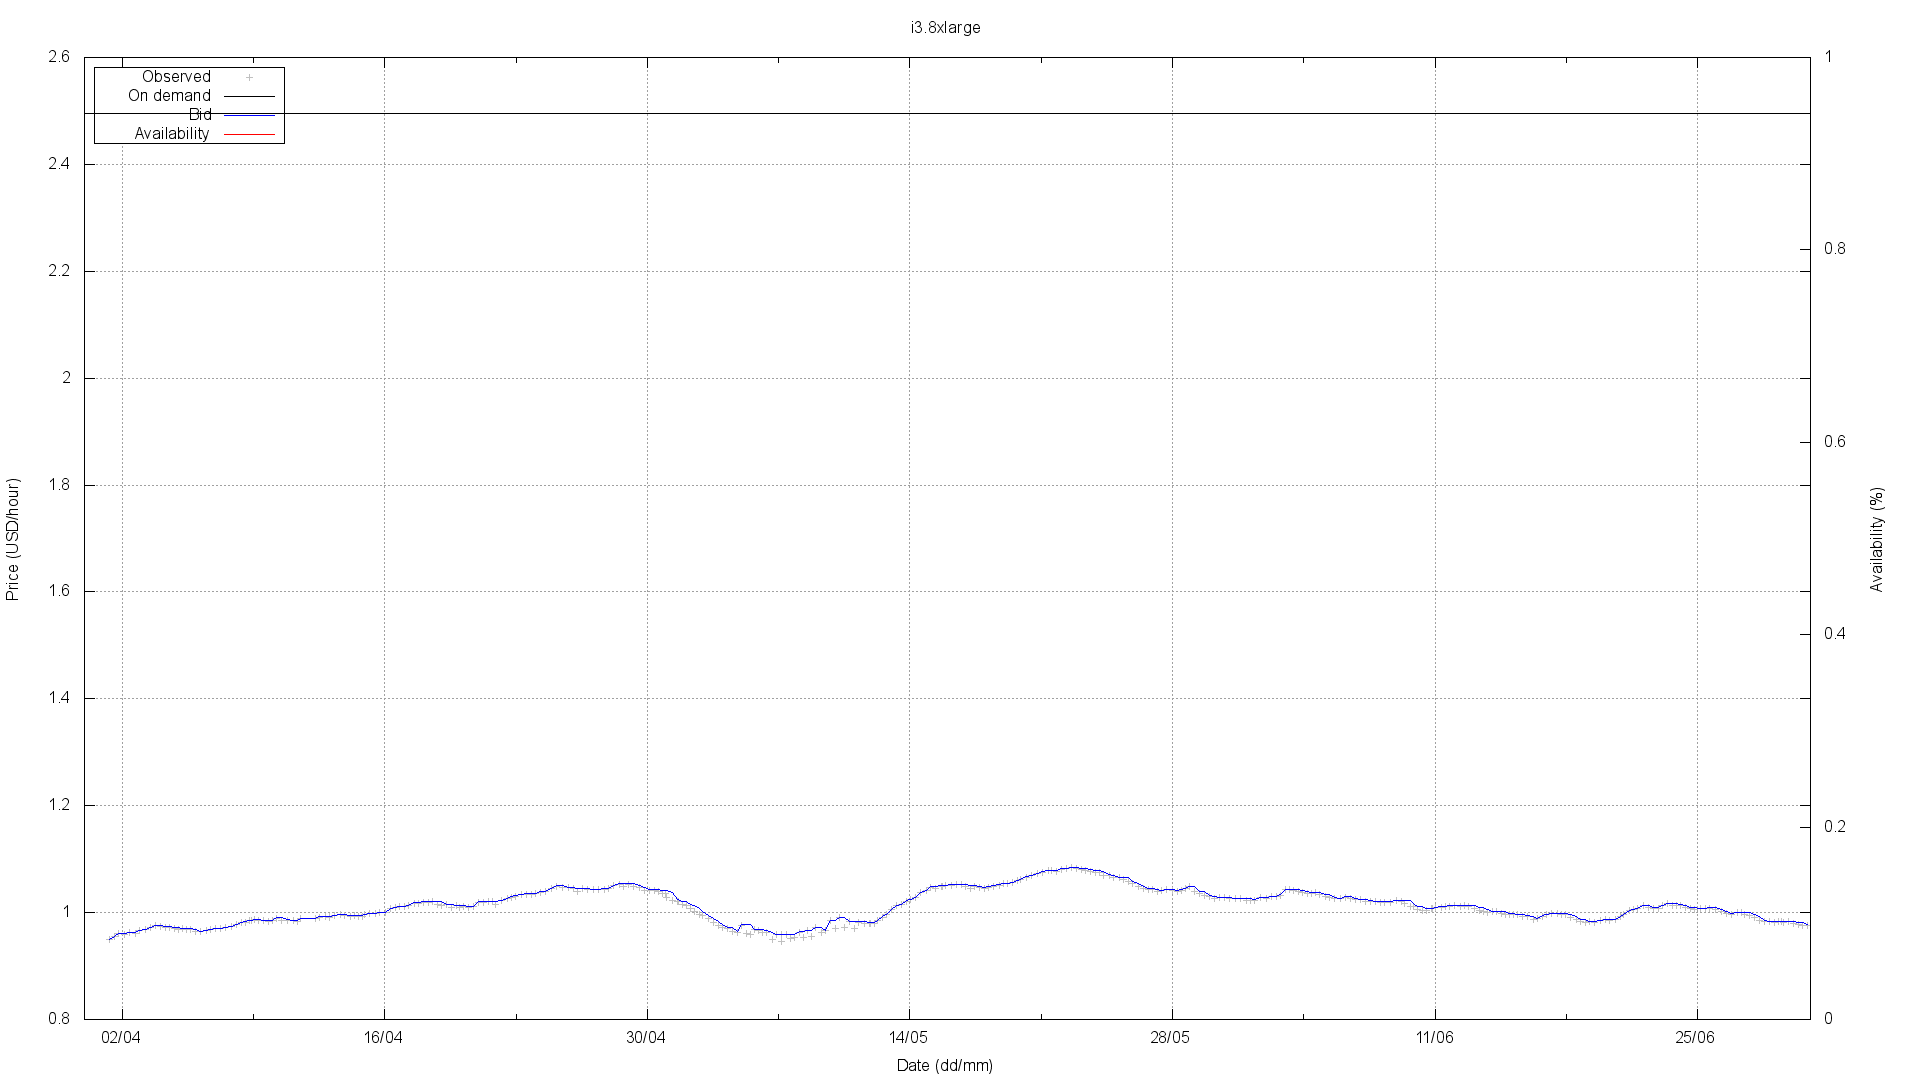 i3.8xlarge
2.6
2.4
2.2
2
1.8
1.6
1.4
1.2
1
0.8
Price (USD/hour)
Observed
On demand
Bid
Availability
1
0.8
0.6
0.4
0.2
0
Availability (%)
02/04 16/04 30/04 14/05 28/05 11/06 25/06
Date (dd/mm)